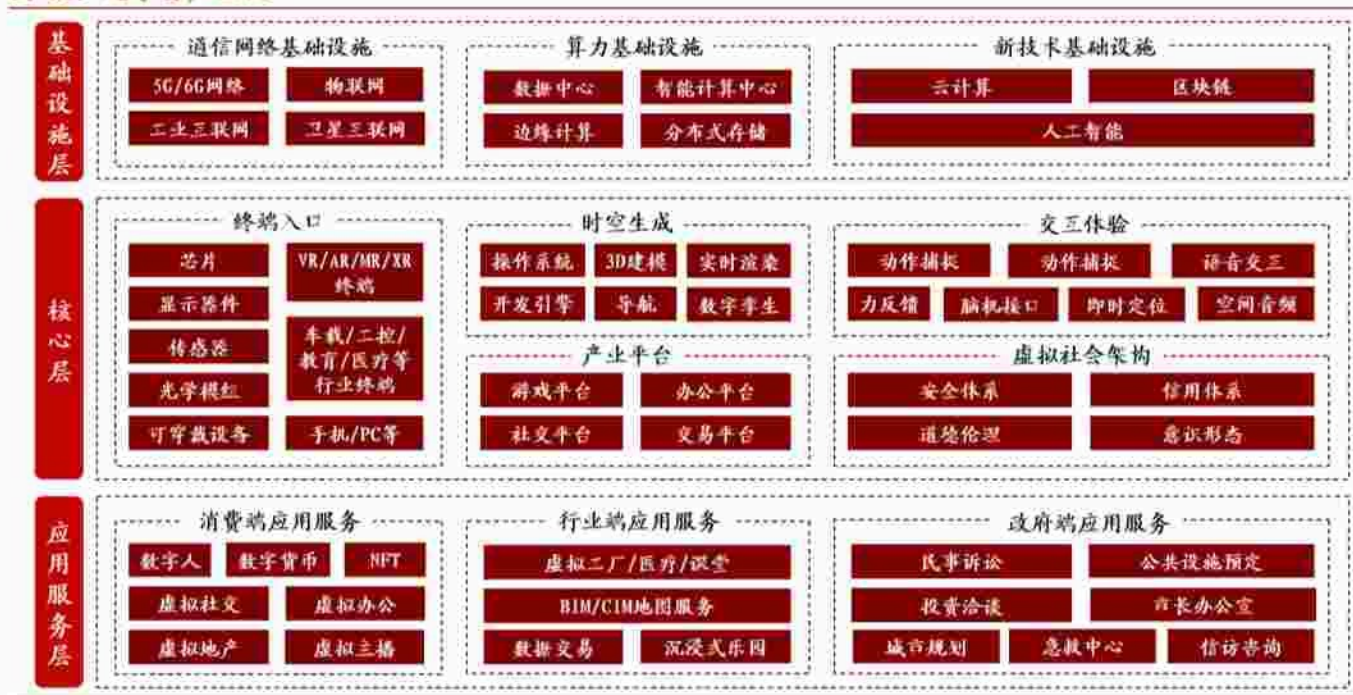 基础设施层
通信网络基础设施
5G/6G网络
物联网
工业互联网
卫星互联网
算力基础设施
数据中心
智能计算中心
边缘计算
分布式存储
新技术基础设施
云计算
区块链
人工智能
核心层
终端入口
芯片
显示器件
传感器
光学模组
可穿戴设备
VR/AR/MR/XR
终端
车载/工控/
教育/医疗等
行业终端
手机/PC等
时空生成
操作系统
3D建模
实时渲染
开发引擎
导航
数字孪生
产业平台
游戏平台
办公平台
社交平台
交易平台
交互体验
动作捕捉
动作捕捉
语音交互
力反馈
脑机接口
即时定位
空间音频
虚拟社会架构
安全体系
信用体系
道德伦理
意识形态
应用服务层
消费端应用服务
数字人
数字货币
NFT
虚拟社交
虚拟办公
虚拟地产
虚拟主播
行业端应用服务
虚拟工厂/医疗/课堂
BIM/CIM地图服务
数据交易
沉浸式乐园
政府端应用服务
民事诉讼
公共设施预定
投资洽谈
市长办公室
城市规划
急救中心
信访咨询